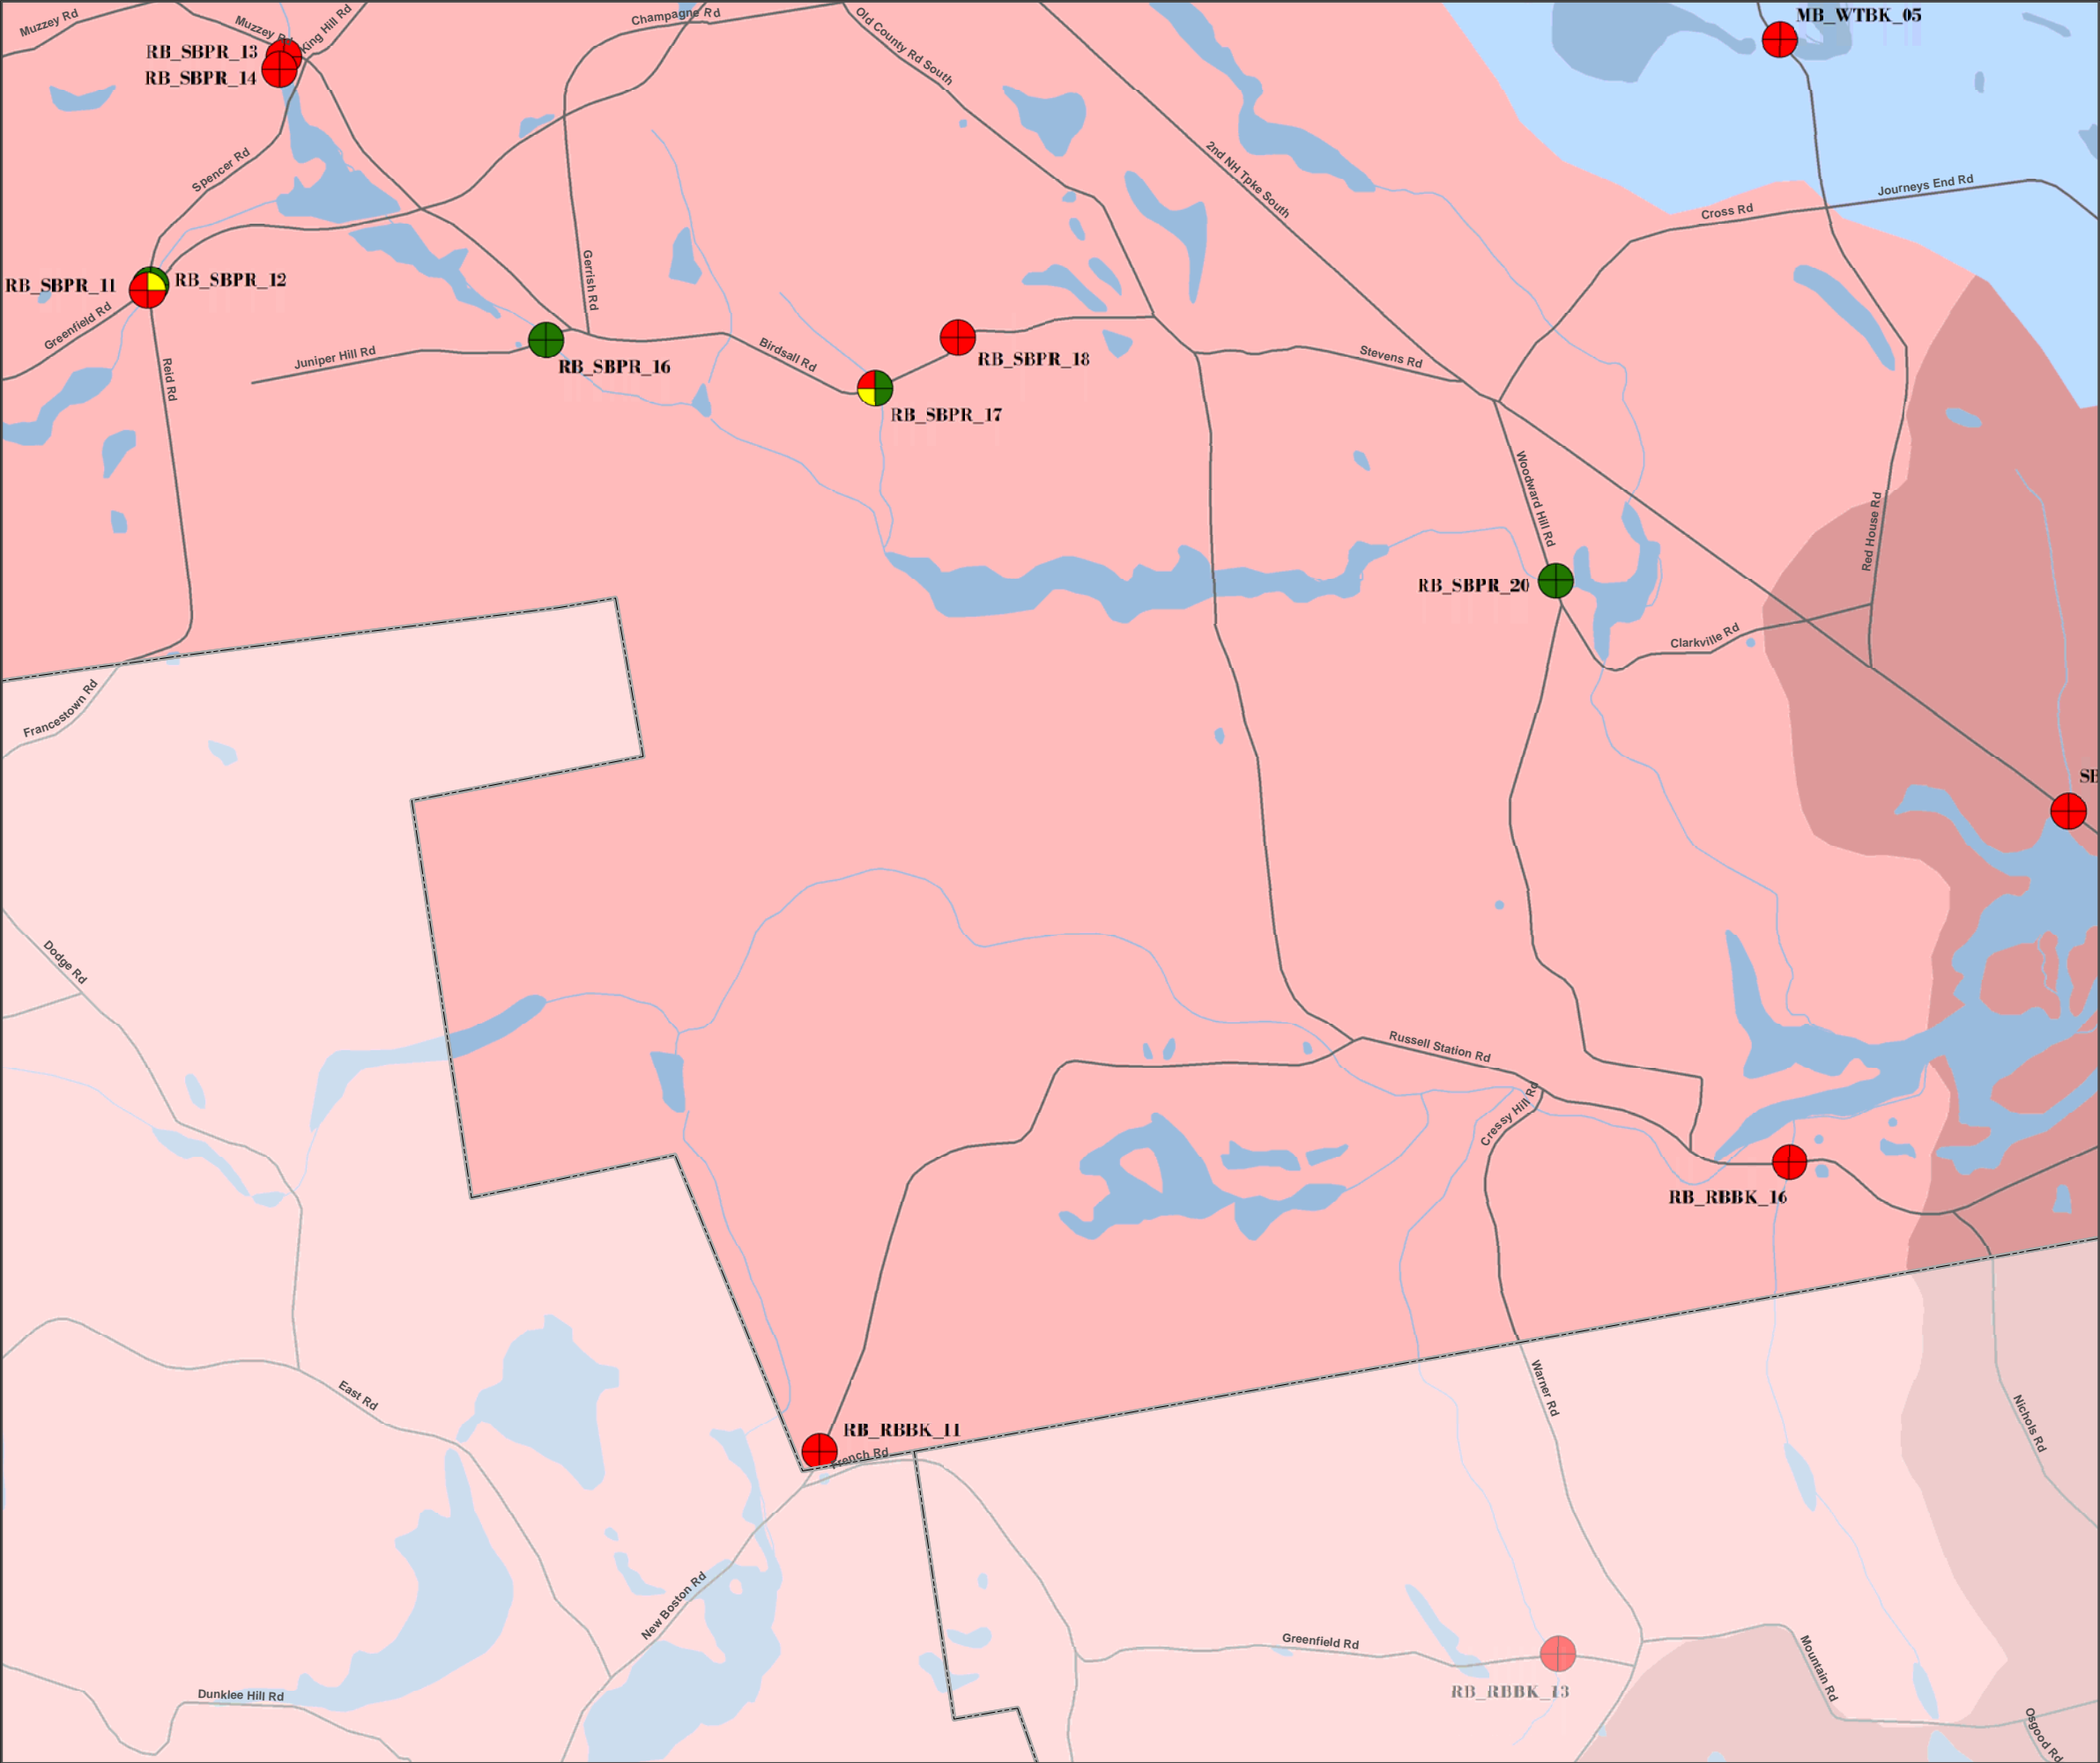 Muzzey Rd
Muzzey Rd
King Hill Rd
Champagne Rd
Old County Rd South
MB_WTBK_05
RB_SBPR_13
RB_SBPR_14
Spencer Rd
2nd NH Tpke South
Cross Rd
Journeys End Rd
RB_SBPR_11
RB_SBPR_12
Gerrish Rd
Greenfield Rd
Reid Rd
Juniper Hill Rd
RB_SBPR_16
Birdsall Rd
RB_SBPR_18
Stevens Rd
RB_SBPR_17
Woodward Hill Rd
Red House Rd
RB_SBPR_20
Clarkville Rd
Francestown Rd
SB
Dodge Rd
Russell Station Rd
Cressy Hill Rd
RB_RBBK_16
East Rd
Warner Rd
Nichols Rd
RB_RBBK_11
French Rd
New Boston Rd
Greenfield Rd
RB_RBBK_13
Mountain Rd
Dunklee Hill Rd
Osgood Rd